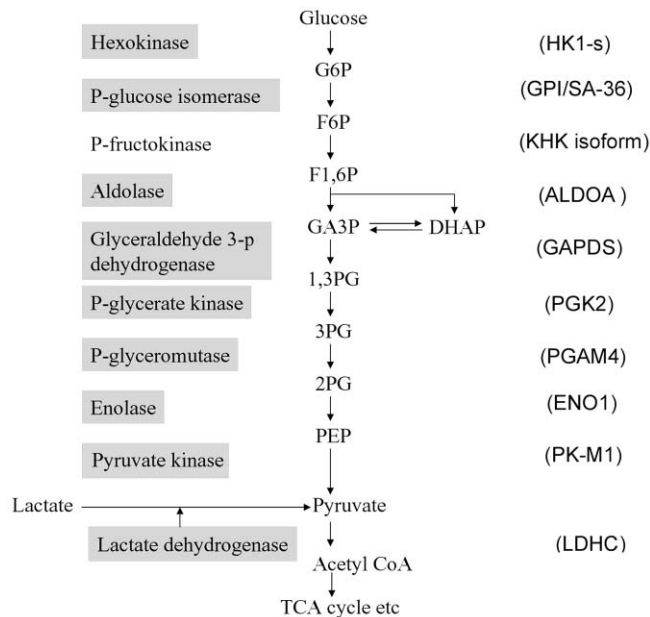 Glucose
Hexokinase (HK1-s)
G6P
P-glucose isomerase (GPI/SA-36)
F6P
P-fructokinase (KHK isoform)
F1,6P
Aldolase (ALDOA )
GA3P DHAP
Glyceraldehyde 3-p
dehydrogenase (GAPDS)
1,3PG
P-glycerate kinase (PGK2)
3PG
P-glyceromutase (PGAM4)
2PG
Enolase (ENO1)
PEP
Pyruvate kinase (PK-M1)
Lactate Pyruvate
Lactate dehydrogenase (LDHC)
Acetyl CoA
TCA cycle etc